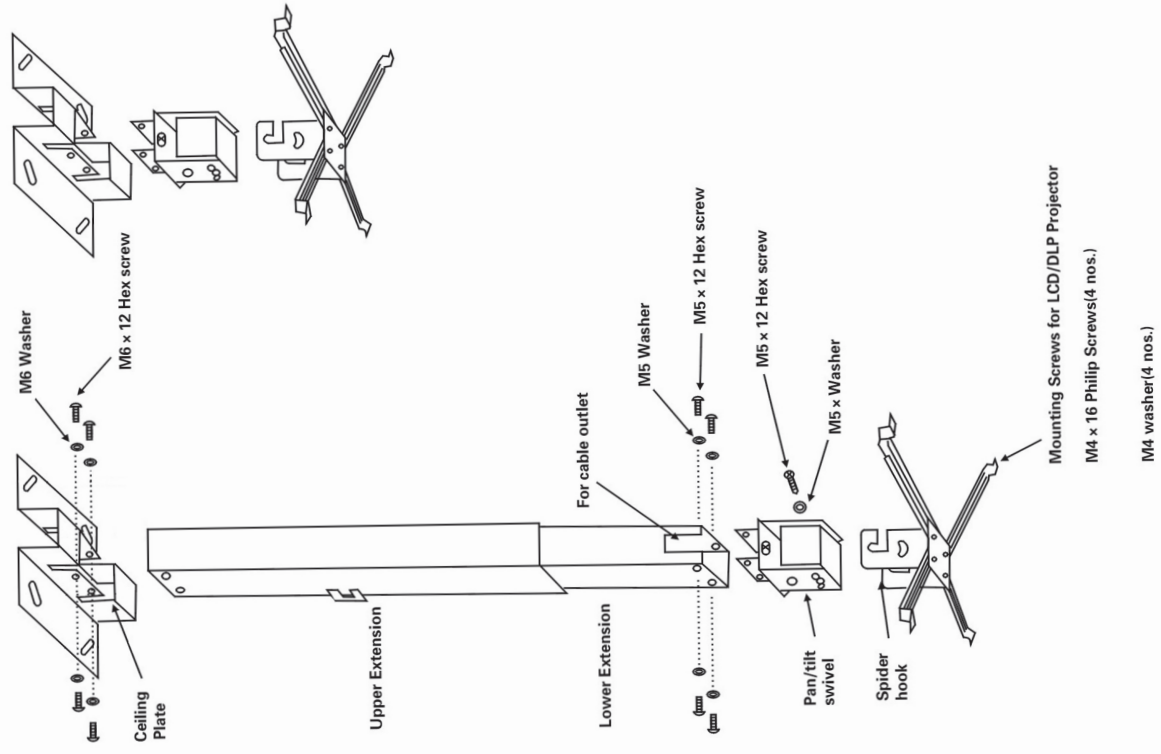 M6 Washer
M6 × 12 Hex screw
Ceiling
Plate
Upper Extension
For cable outlet
Lower Extension
M5 Washer
M5 × 12 Hex screw
M5 × 12 Hex screw
M5 × Washer
Pan/tilt
swivel
Spider
hook
Mounting Screws for LCD/DLP Projector
M4 × 16 Philip Screws(4 nos.)
M4 washer(4 nos.)